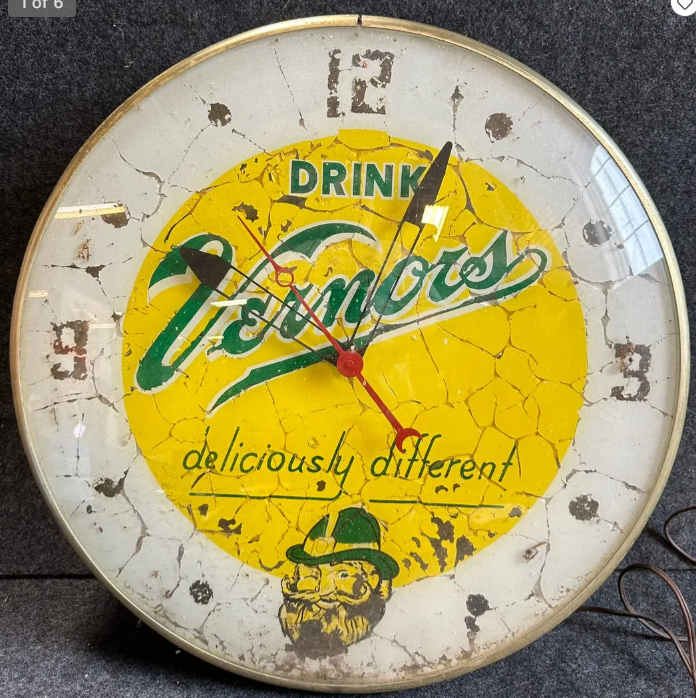 1 of 6
12
DRINK
Vernors
9
3
deliciously different